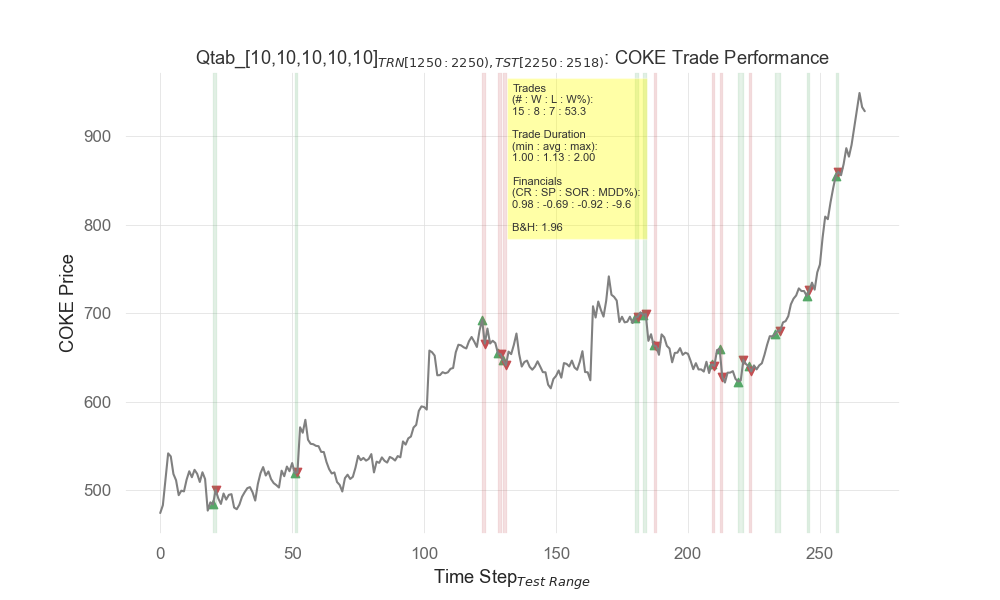 Qtab_[10,10,10,10,10]TRN[1250:2250),TST[2250:2518): COKE Trade Performance
Trades
(# : W : L : W%):
15 : 8 : 7 : 53.3
Trade Duration
(min : avg : max):
1.00 : 1.13 : 2.00
Financials
(CR : SP : SOR : MDD%):
0.98 : -0.69 : -0.92 : -9.6
B&H: 1.96
COKE Price
900
800
700
600
500
0 50 100 150 200 250
Time StepTest Range